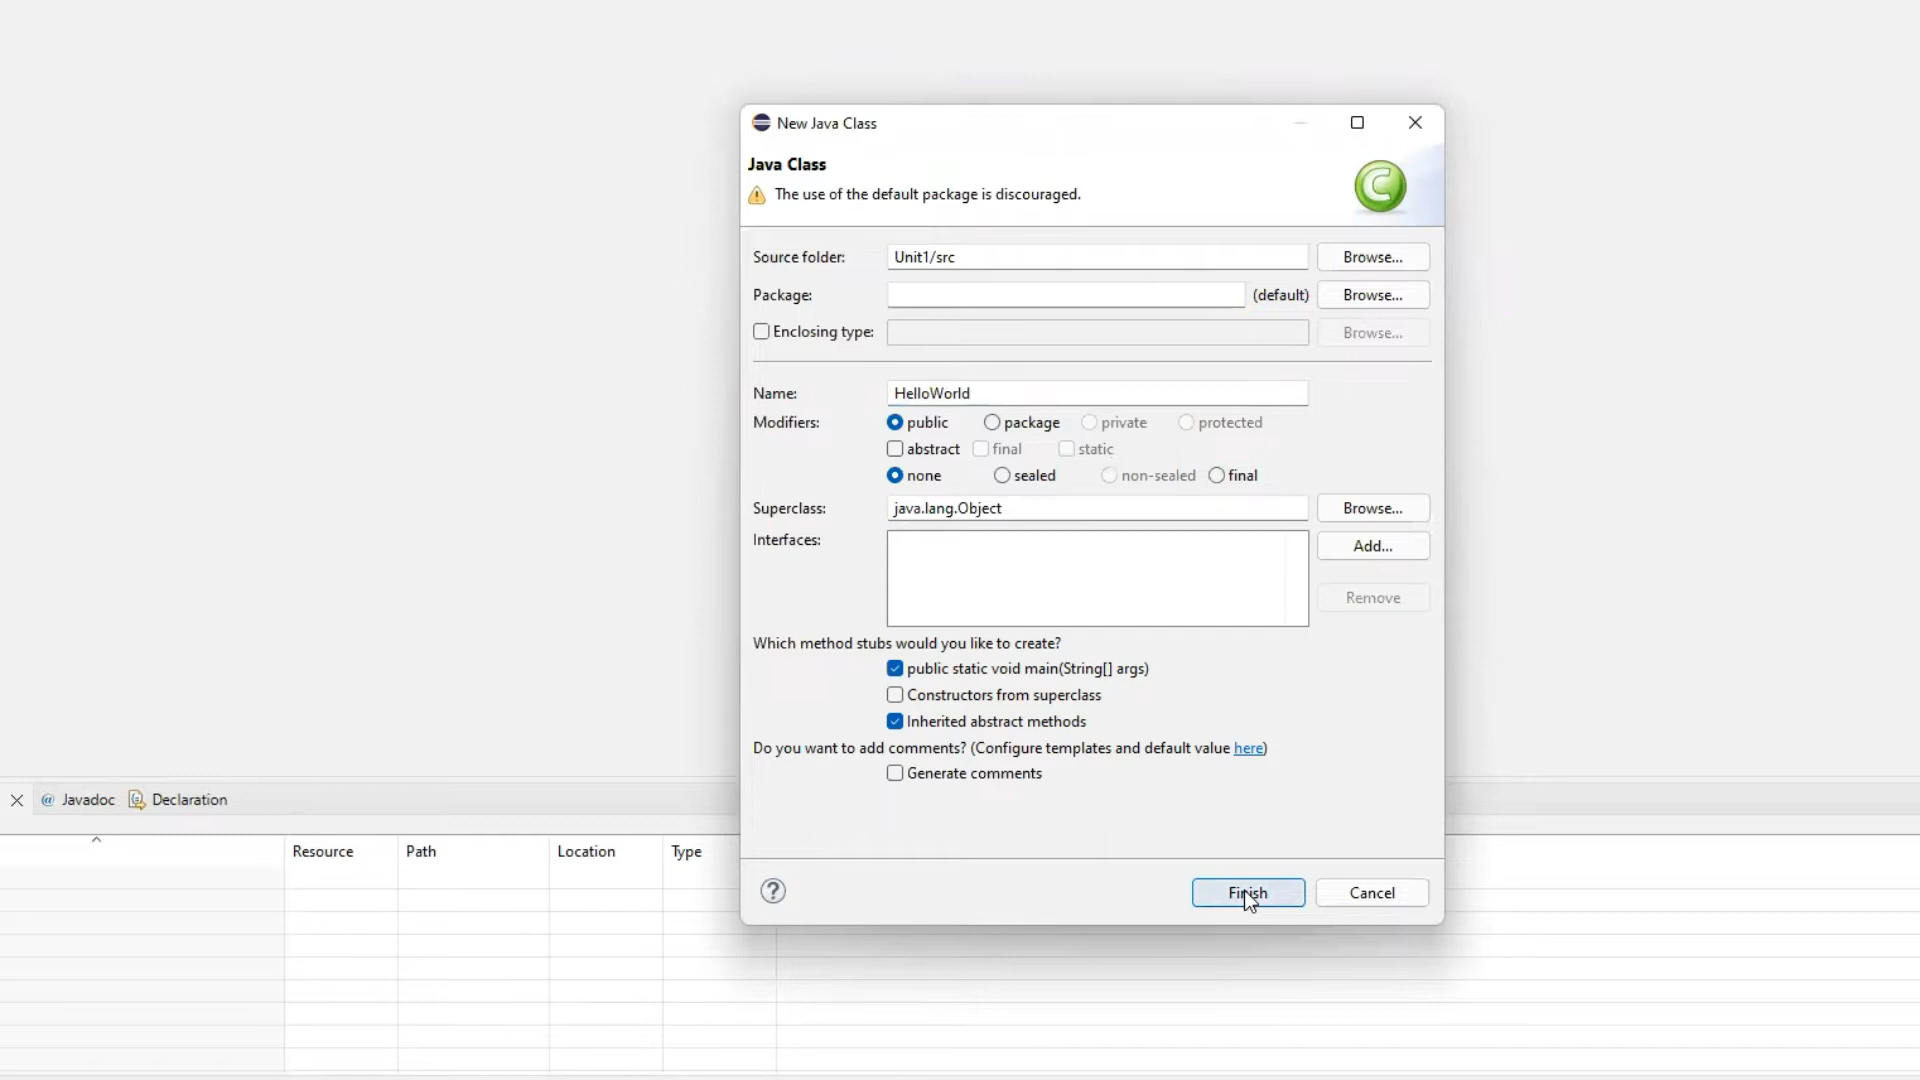 New Java Class
Java Class
The use of the default package is discouraged.
Source folder: Unit1/src Browse...
Package: (default) Browse...
Enclosing type: Browse...
Name: HelloWorld
Modifiers: public package private protected
abstract final static
none sealed non-sealed final
Superclass: java.lang.Object Browse...
Interfaces: Add...
Remove
Which method stubs would you like to create?
public static void main(String[] args)
Constructors from superclass
Inherited abstract methods
Do you want to add comments? (Configure templates and default value here)
Generate comments
@ Javadoc Declaration
Resource Path Location Type
Finish Cancel